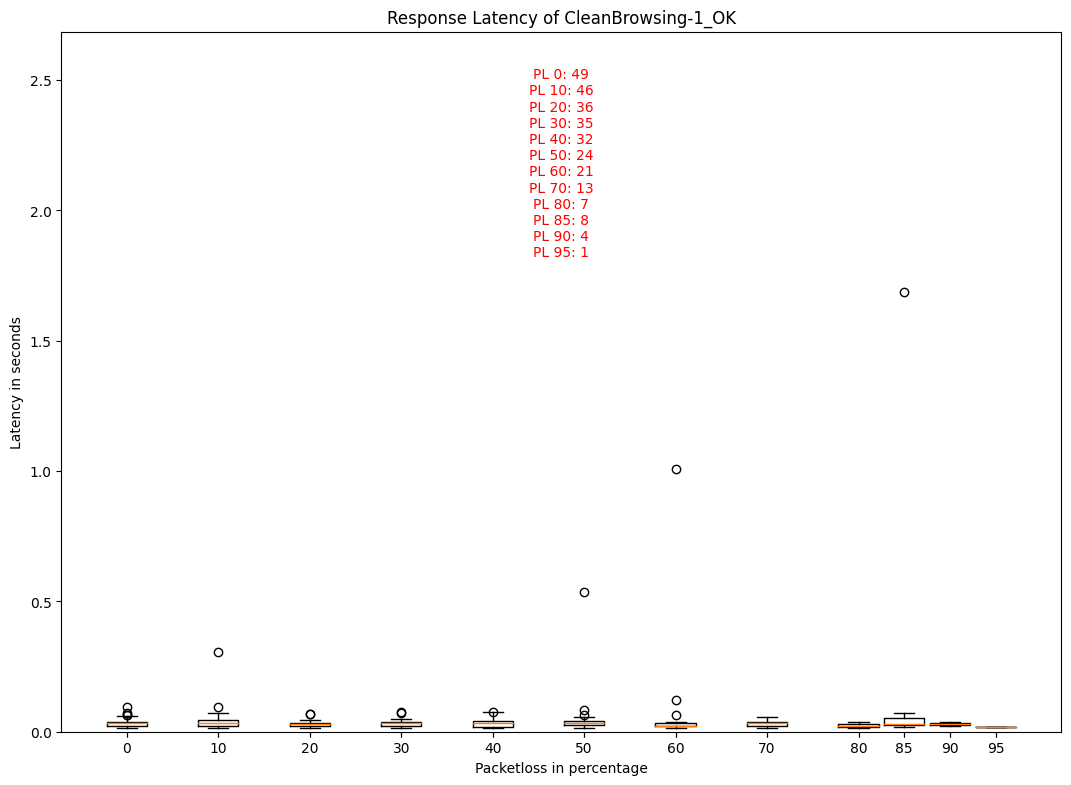 Response Latency of CleanBrowsing-1_OK
PL 0: 49
PL 10: 46
PL 20: 36
PL 30: 35
PL 40: 32
PL 50: 24
PL 60: 21
PL 70: 13
PL 80: 7
PL 85: 8
PL 90: 4
PL 95: 1
Latency in seconds
2.5
2.0
1.5
1.0
0.5
0.0
0 10 20 30 40 50 60 70 80 85 90 95
Packetloss in percentage